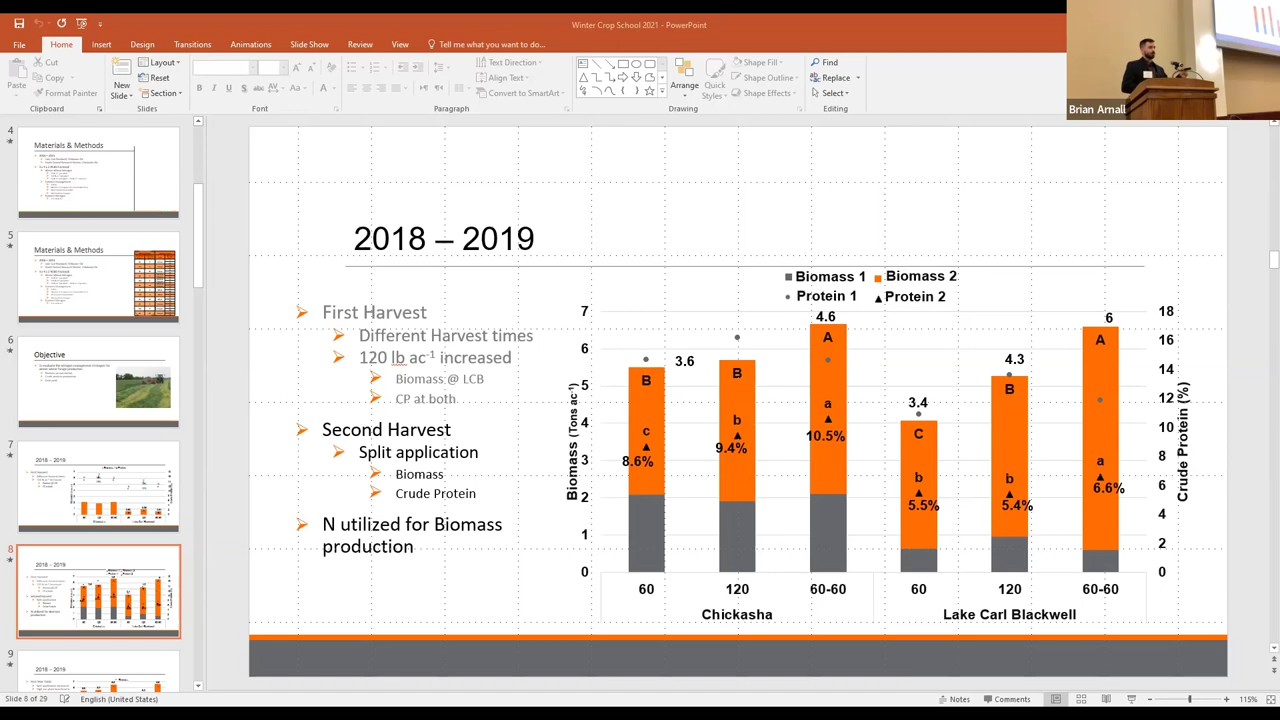 Winter Crop School 2021 - PowerPoint
File Home Insert Design Transitions Animations Slide Show Review View Tell me what you want to do...
Paste
Cut
Copy
Format Painter
Clipboard
New Slide
Layout
Reset
Section
Slides
Font
Text Direction
Align Text
Convert to SmartArt
Paragraph
Arrange
Quick Styles
Shape Fill
Shape Outline
Shape Effects
Drawing
Find
Replace
Select
Editing
Brian Arnall
4
Materials & Methods
5
Materials & Methods
6
Objective
7
2018 – 2019
8
2018 – 2019
9
2018 – 2019
2018 – 2019
First Harvest
Different Harvest times
120 lb ac-1 increased
Biomass @ LCB
CP at both
Second Harvest
Split application
Biomass
Crude Protein
N utilized for Biomass
production
Biomass 1 Biomass 2
Protein 1 Protein 2
Biomass (Tons ac-1)
7
6
5
4
3
2
1
0
B
c
8.6%
3.6
B
b
9.4%
4.6
A
a
10.5%
3.4
C
b
5.5%
4.3
B
b
5.4%
6
A
a
6.6%
18
16
14
12
10
8
6
4
2
0
Crude Protein (%)
60 120 60-60 60 120 60-60
Chickasha Lake Carl Blackwell
Slide 8 of 29 English (United States) Notes Comments 115%